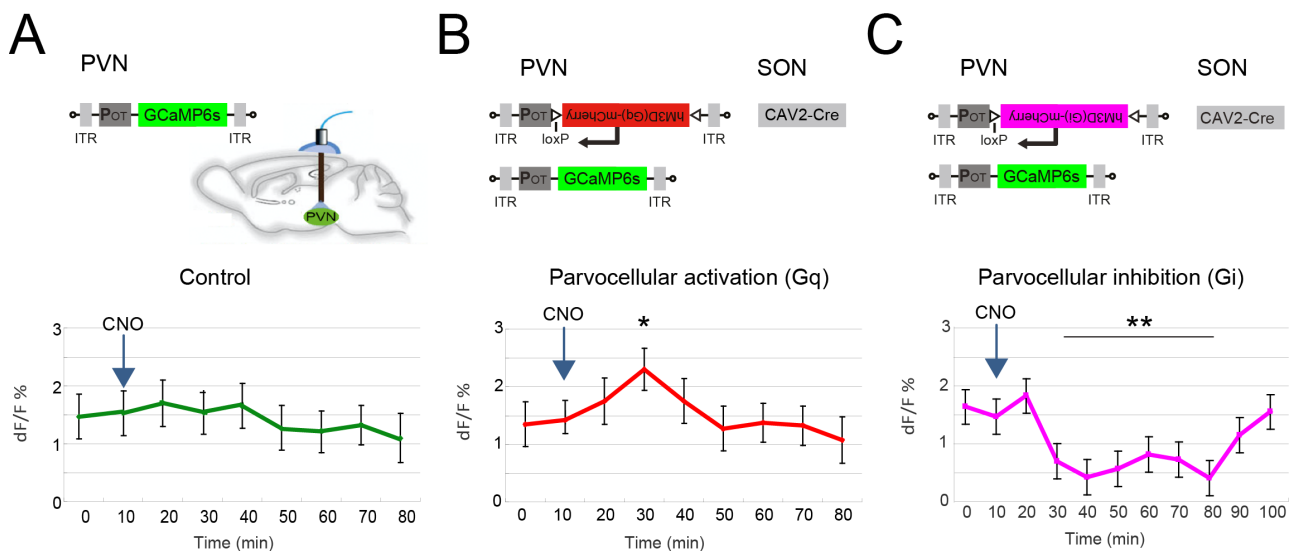 A
PVN
POT GCaMP6s
ITR ITR
PVN
Control
CNO
dF/F %
3
2
1
0
0 10 20 30 40 50 60 70 80
Time (min)
B
PVN SON
POT hM3D(Gq)-mCherry
ITR loxP ITR
CAV2-Cre
POT GCaMP6s
ITR ITR
Parvocellular activation (Gq)
CNO
*
dF/F %
3
2
1
0
0 10 20 30 40 50 60 70 80
Time (min)
C
PVN SON
POT hM3D(Gi)-mCherry
ITR loxP ITR
CAV2-Cre
POT GCaMP6s
ITR ITR
Parvocellular inhibition (Gi)
CNO
**
dF/F %
3
2
1
0
0 10 20 30 40 50 60 70 80 90 100
Time (min)